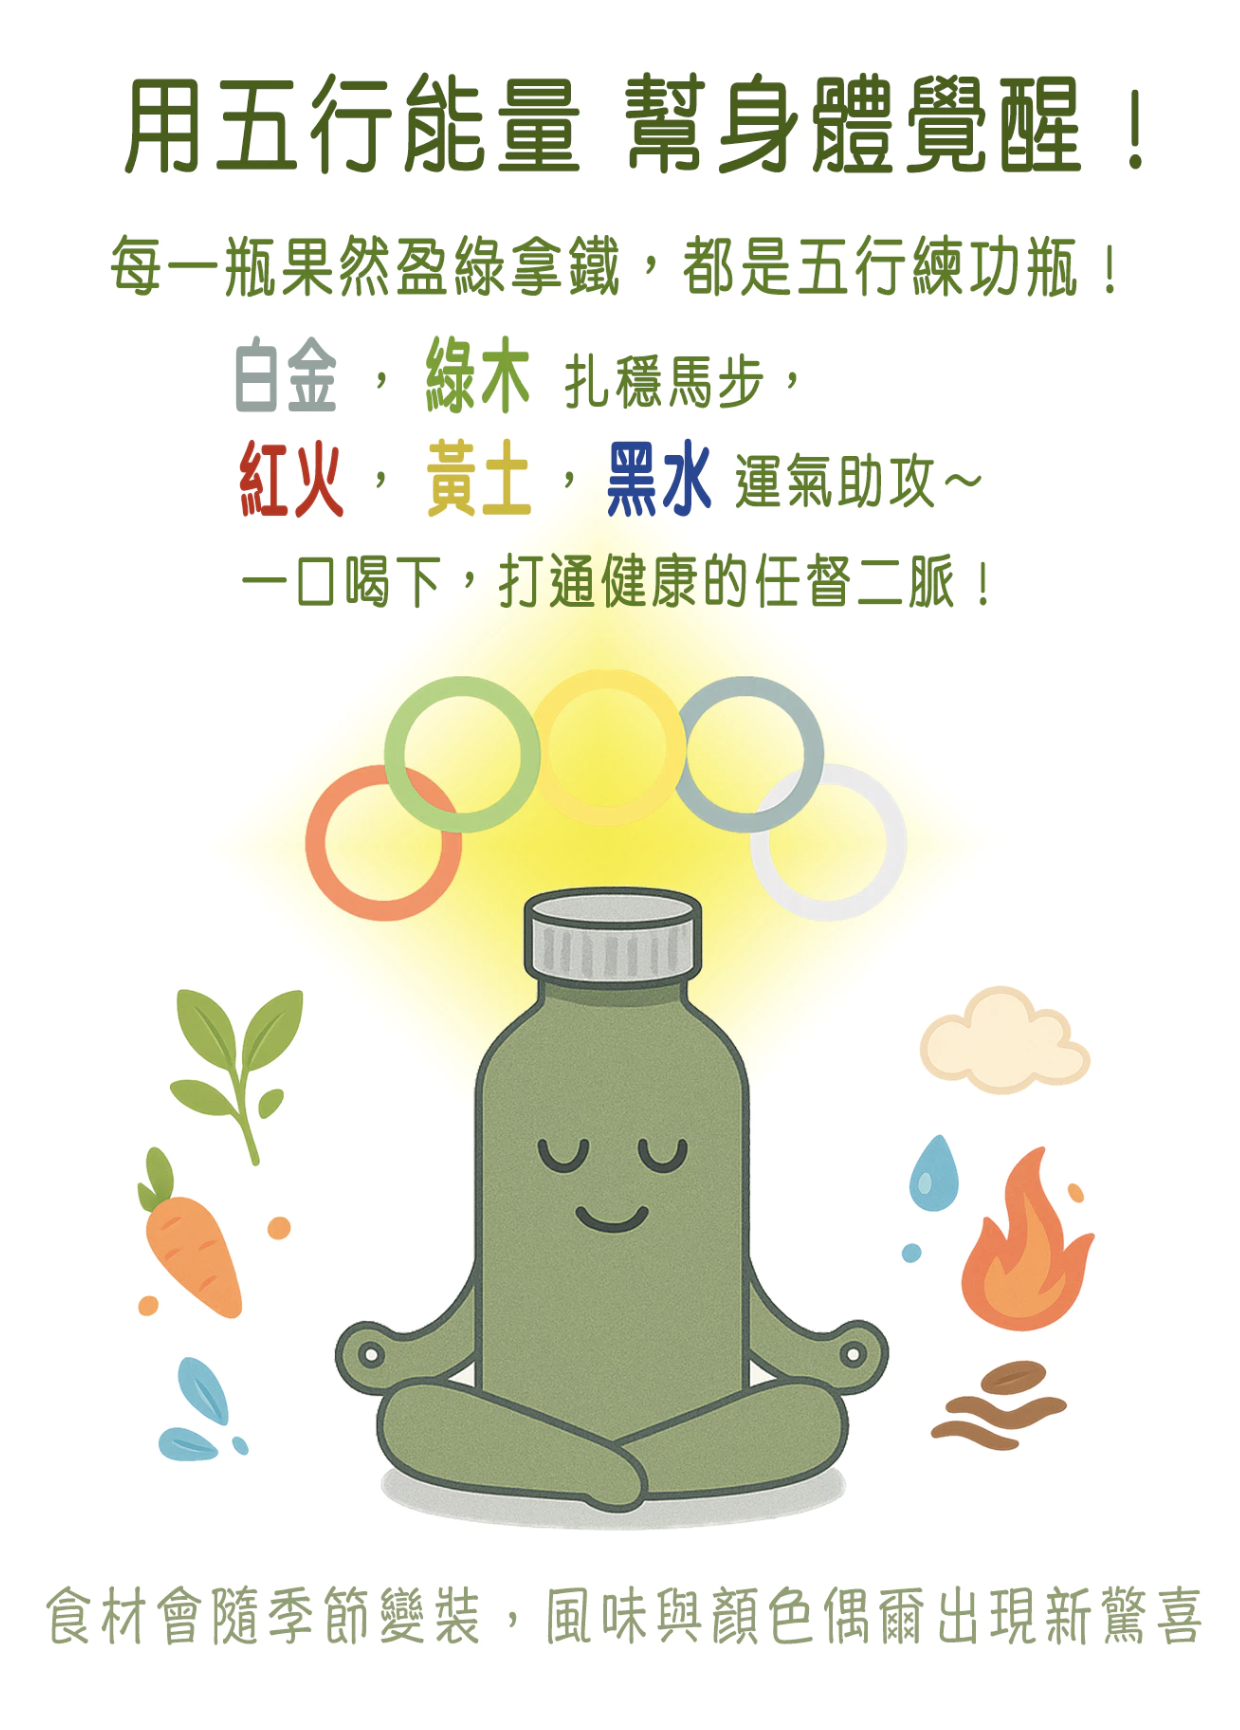 用五行能量 幫身體覺醒！
每一瓶果然盈綠拿鐵，都是五行練功瓶！
白金， 綠木 扎穩馬步，
紅火， 黃土，黑水 運氣助攻～
一口喝下，打通健康的任督二脈！
食材會隨季節變裝，風味與顏色偶爾出現新驚喜